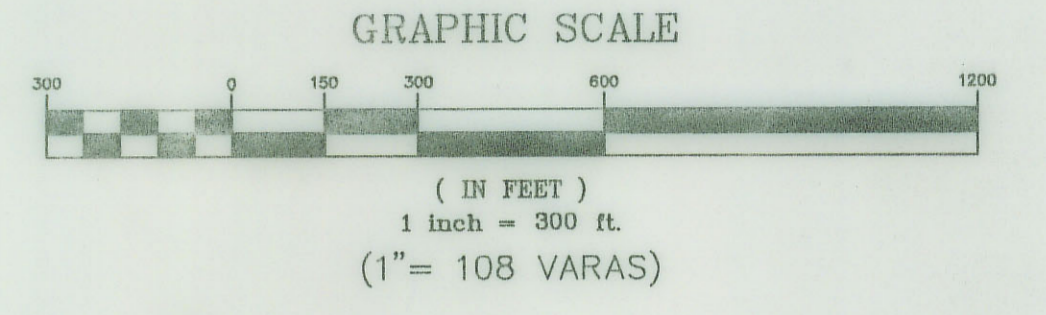 GRAPHIC SCALE
300 0 150 300 600 1200
( IN FEET )
1 inch = 300 ft.
(1"= 108 VARAS)